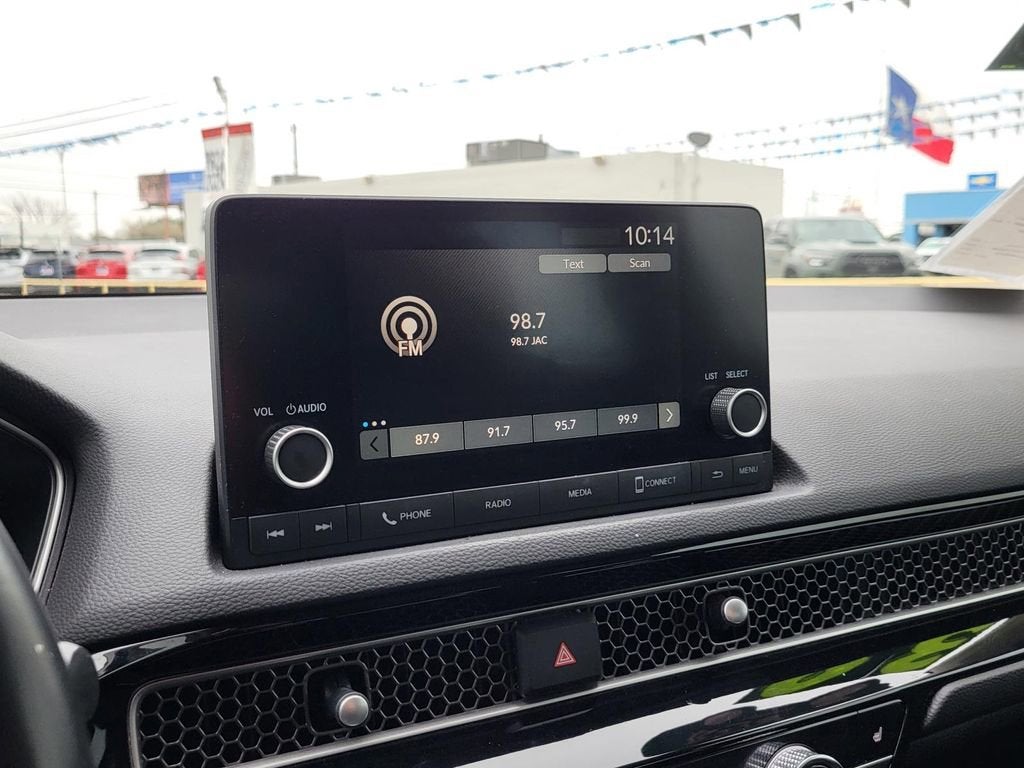 10:14
Text Scan
98.7
98.7 JAC
FM
LIST SELECT
VOL AUDIO
87.9 91.7 95.7 99.9
PHONE RADIO MEDIA CONNECT MENU